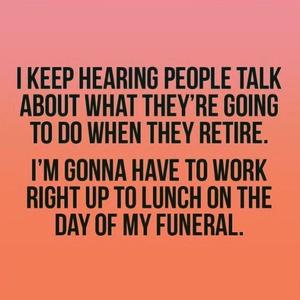 I KEEP HEARING PEOPLE TALK
ABOUT WHAT THEY'RE GOING
TO DO WHEN THEY RETIRE.
I'M GONNA HAVE TO WORK
RIGHT UP TO LUNCH ON THE
DAY OF MY FUNERAL.